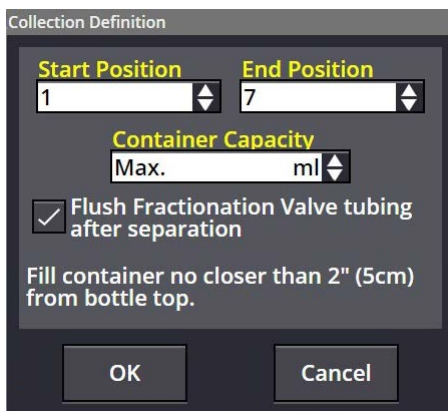 Collection Definition
Start Position End Position
1 7
Container Capacity
Max. ml
Flush Fractionation Valve tubing
after separation
Fill container no closer than 2" (5cm)
from bottle top.
OK Cancel